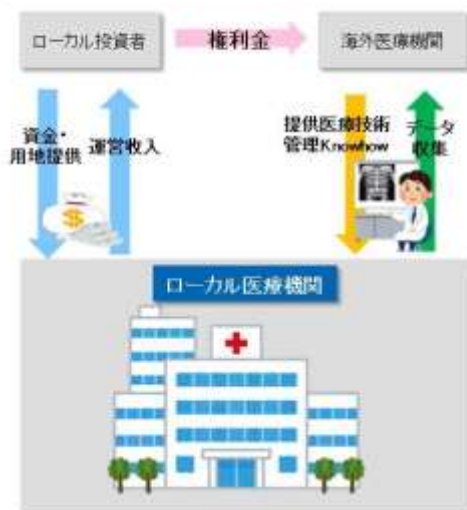 ローカル投資者
権利金
海外医療機関
資金・
用地提供
運営収入
提供医療技術
管理Knowhow
データ
収集
ローカル医療機関